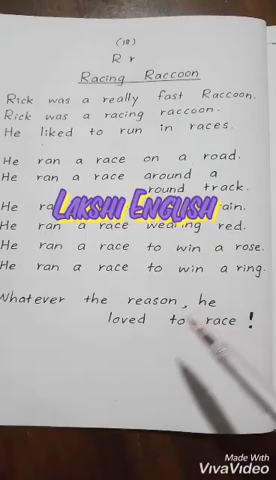 (18)
R r
Racing Raccoon
Rick was a really fast Raccoon.
Rick was a racing raccoon.
He liked to run in races.
He ran a race on a road.
He ran a race around a
round track.
He ain.
LAKSHI ENGLISH
He ran a race wearing red.
He ran a race to win a rose.
He ran a race to win a ring.
Whatever the reason, he
loved to race!
Made With
VivaVideo